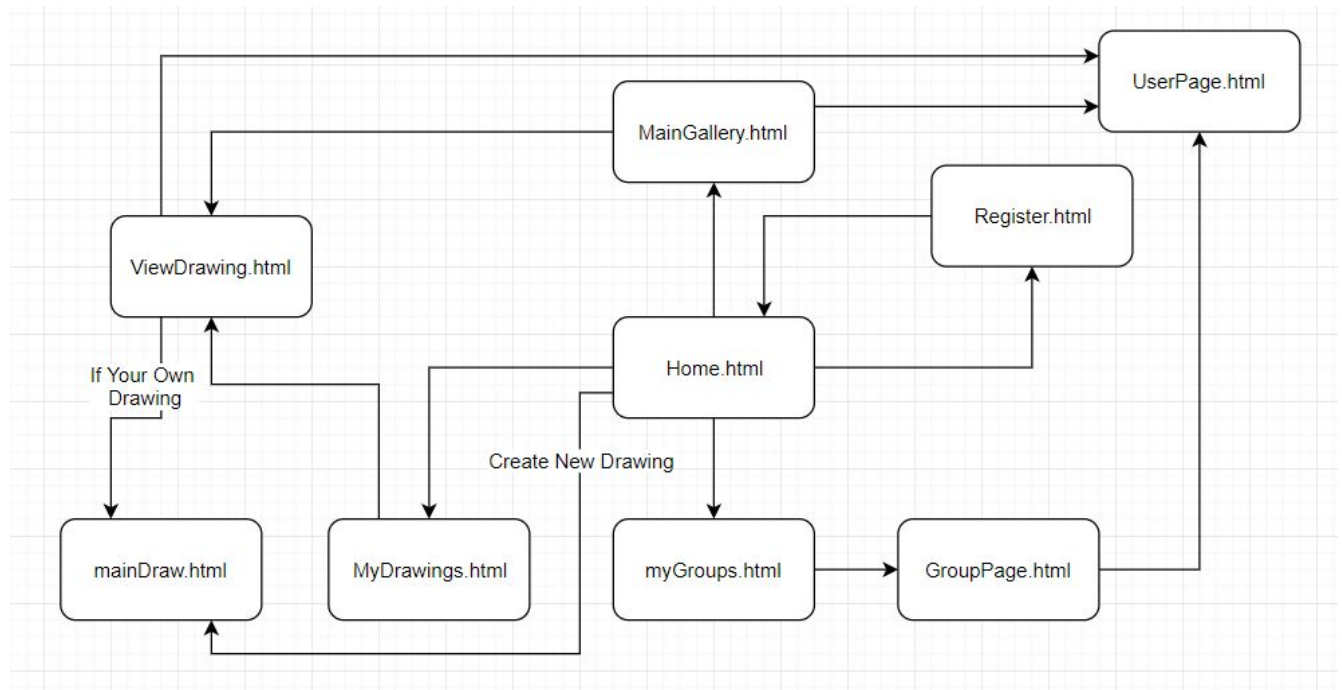 UserPage.html
MainGallery.html
Register.html
ViewDrawing.html
Home.html
If Your Own
Drawing
Create New Drawing
mainDraw.html
MyDrawings.html
myGroups.html
GroupPage.html